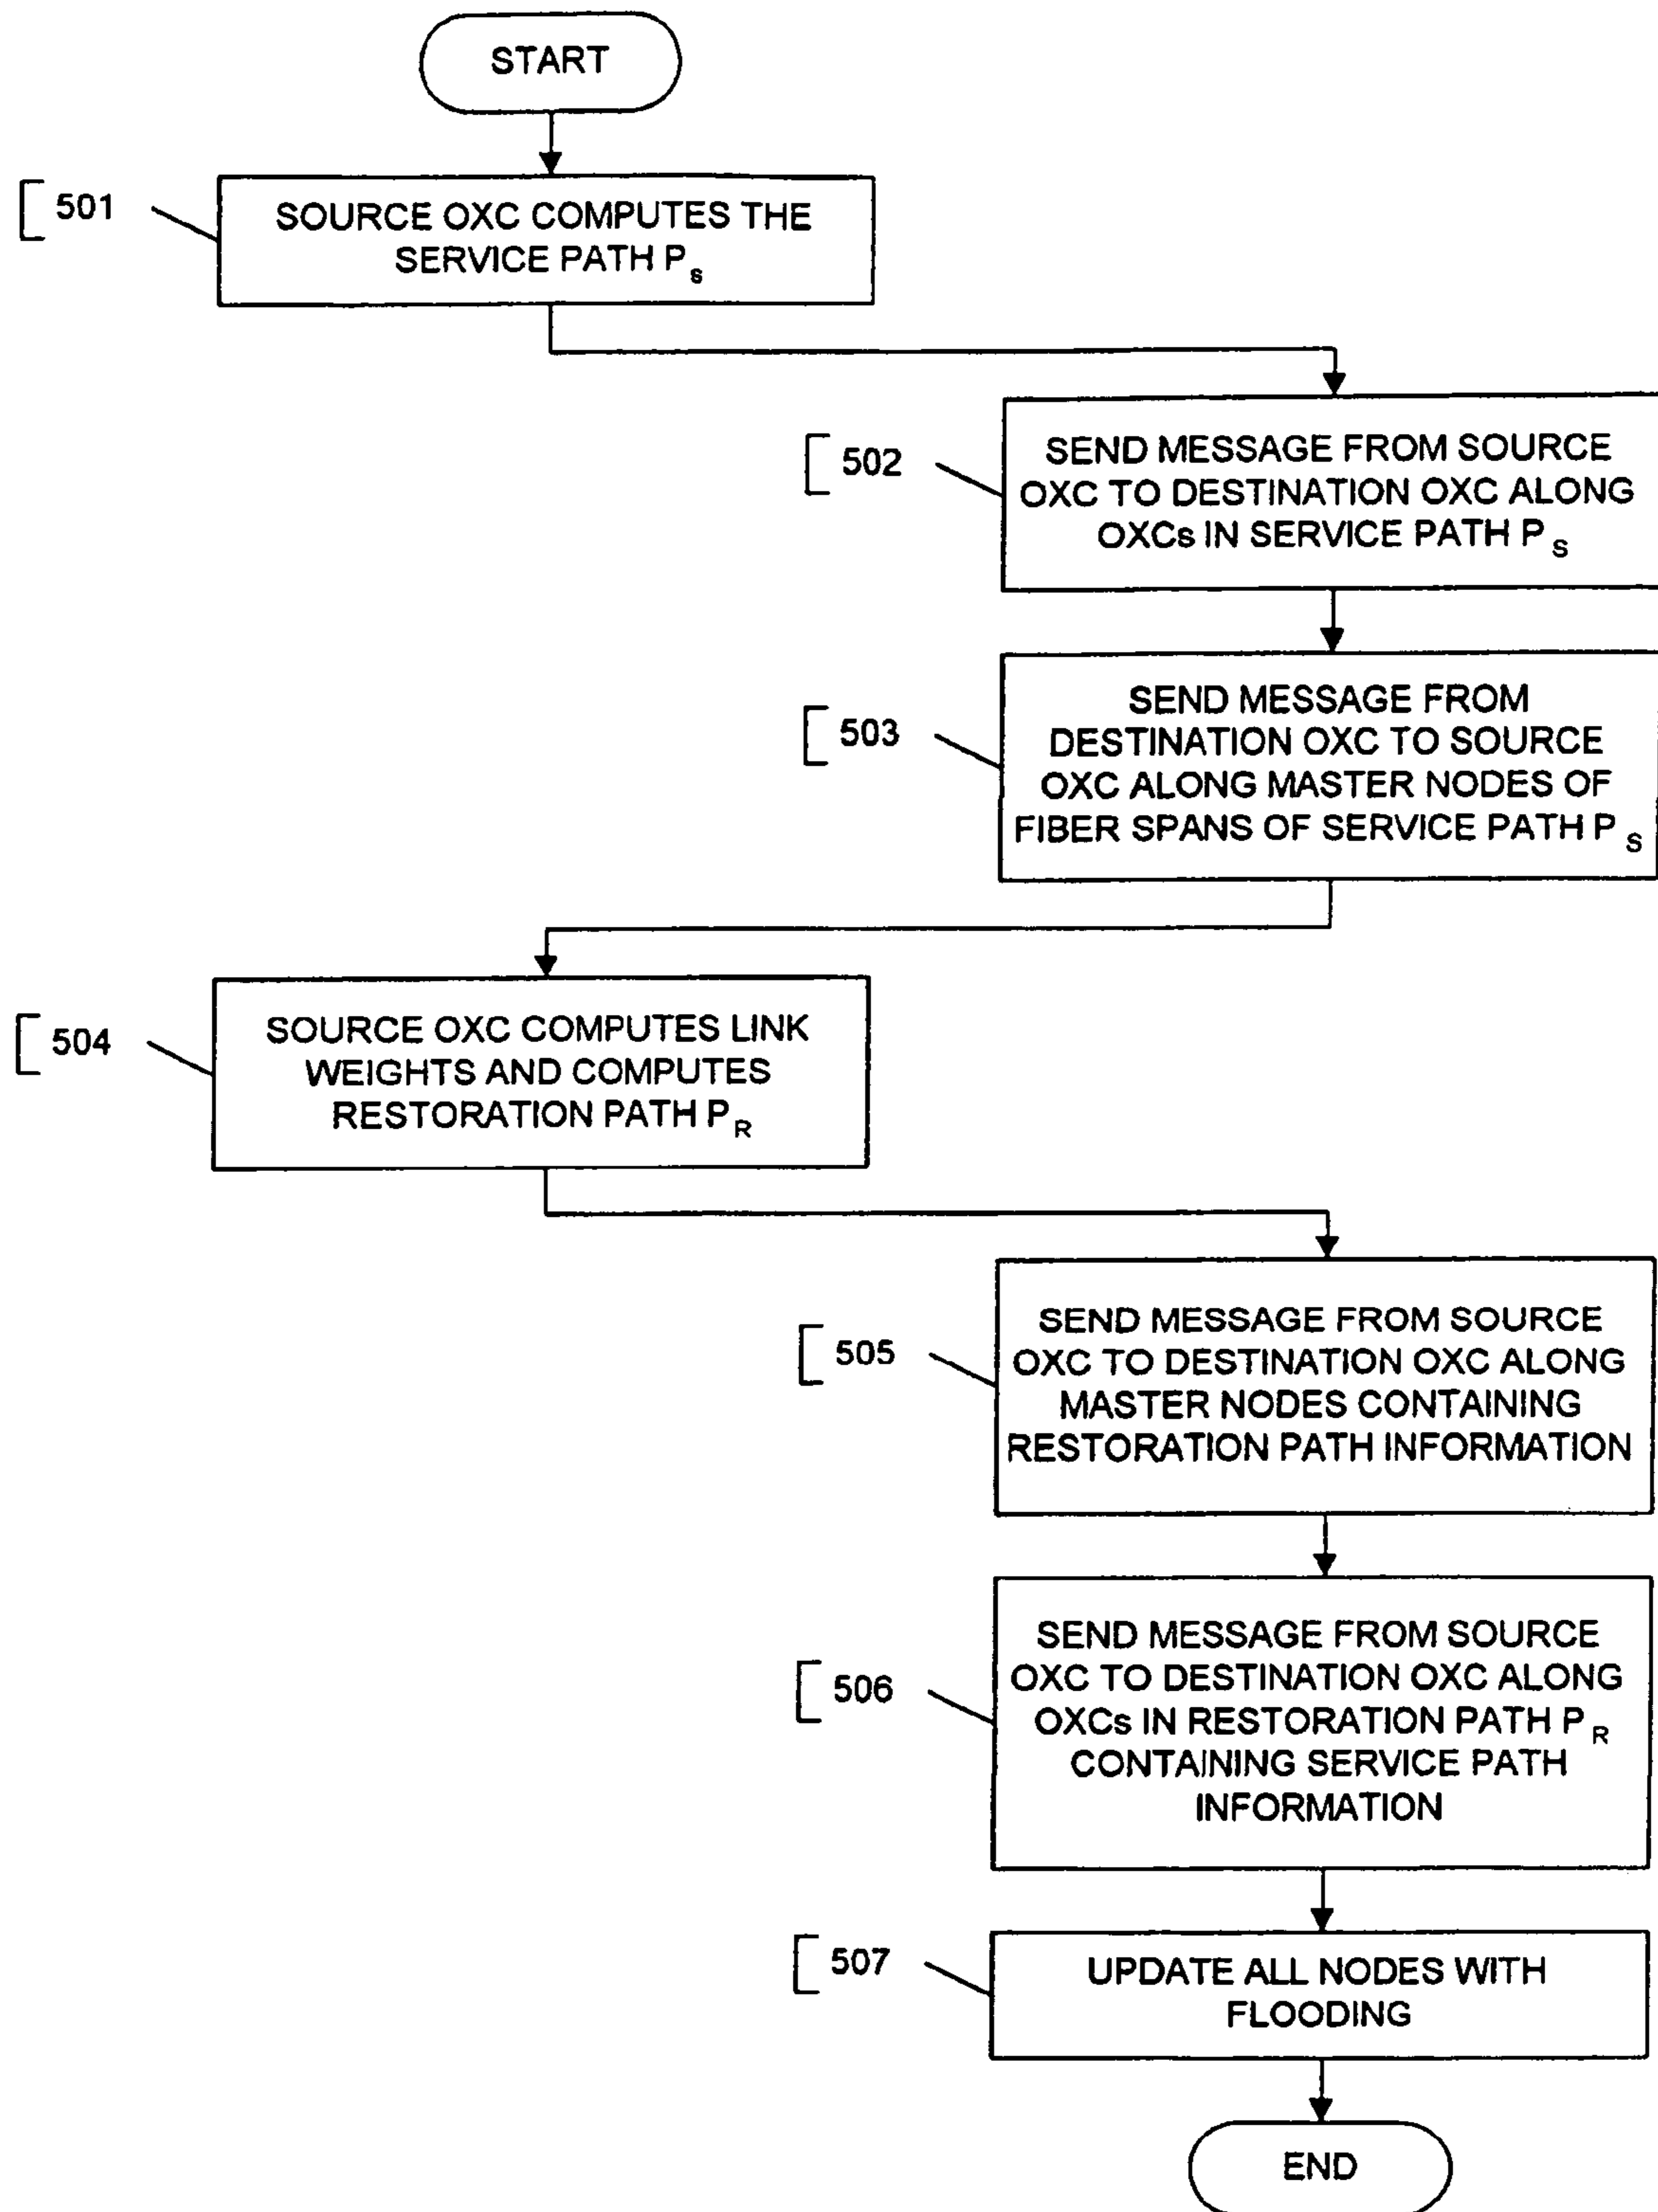 START
501
SOURCE OXC COMPUTES THE
SERVICE PATH Ps
502
SEND MESSAGE FROM SOURCE
OXC TO DESTINATION OXC ALONG
OXCs IN SERVICE PATH PS
503
SEND MESSAGE FROM
DESTINATION OXC TO SOURCE
OXC ALONG MASTER NODES OF
FIBER SPANS OF SERVICE PATH PS
504
SOURCE OXC COMPUTES LINK
WEIGHTS AND COMPUTES
RESTORATION PATH PR
505
SEND MESSAGE FROM SOURCE
OXC TO DESTINATION OXC ALONG
MASTER NODES CONTAINING
RESTORATION PATH INFORMATION
506
SEND MESSAGE FROM SOURCE
OXC TO DESTINATION OXC ALONG
OXCs IN RESTORATION PATH PR
CONTAINING SERVICE PATH
INFORMATION
507
UPDATE ALL NODES WITH
FLOODING
END